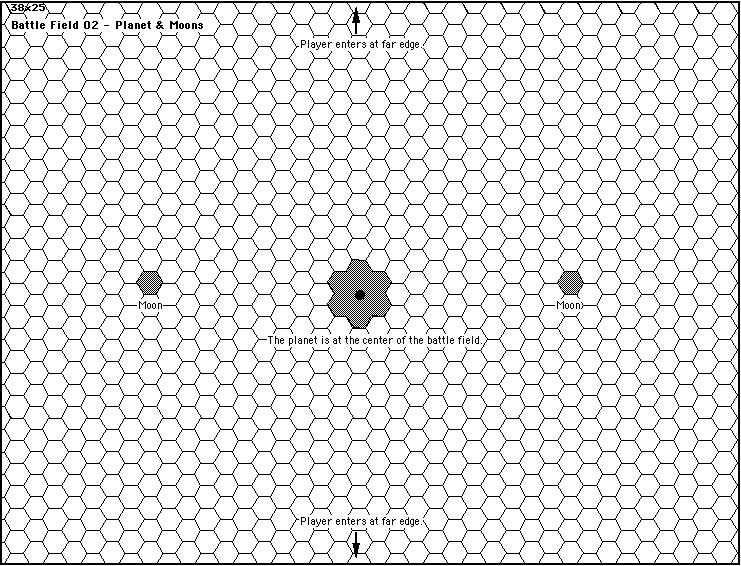 38x25
Battle Field 02 - Planet & Moons
Player enters at far edge.
Moon
Moon
The planet is at the center of the battle field.
Player enters at far edge.